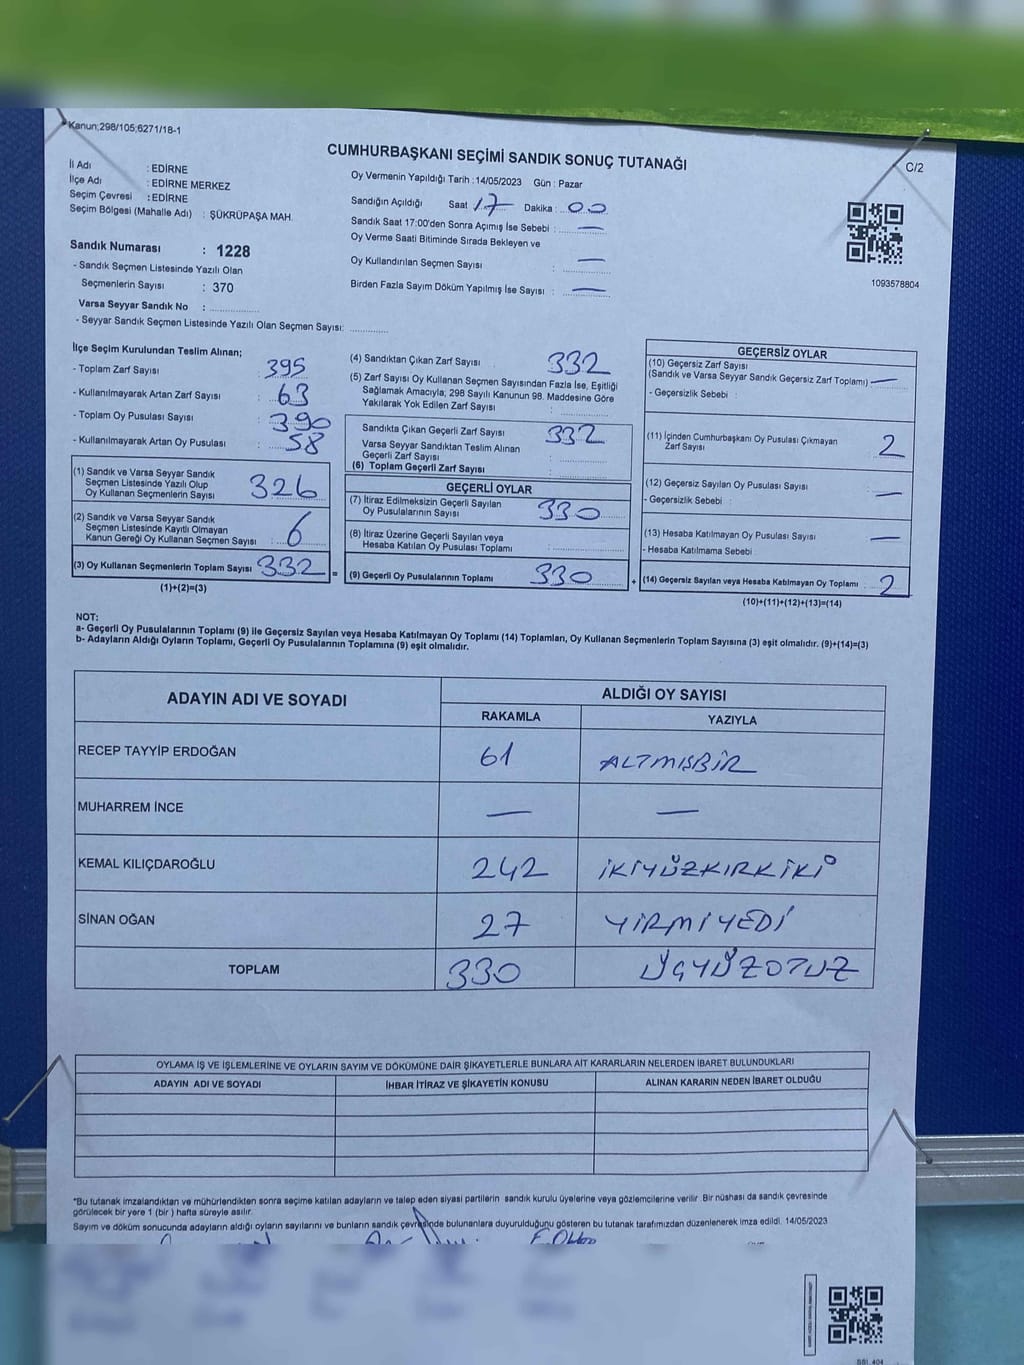 Kanun;298/105;6271/18-1
CUMHURBAŞKANI SEÇİMİ SANDIK SONUÇ TUTANAĞI
C/2
İl Adı : EDİRNE
İlçe Adı : EDİRNE MERKEZ
Seçim Çevresi : EDİRNE
Seçim Bölgesi (Mahalle Adı) : ŞÜKRÜPAŞA MAH.
Sandık Numarası : 1228
- Sandık Seçmen Listesinde Yazılı Olan
Seçmenlerin Sayısı : 370
Varsa Seyyar Sandık No : ..............
- Seyyar Sandık Seçmen Listesinde Yazılı Olan Seçmen Sayısı: ............
Oy Vermenin Yapıldığı Tarih : 14/05/2023 Gün : Pazar
Sandığın Açıldığı Saat 17 Dakika : 00
Sandık Saat 17:00'den Sonra Açımış İse Sebebi : —
Oy Verme Saati Bitiminde Sırada Bekleyen ve
Oy Kullandırılan Seçmen Sayısı : —
Birden Fazla Sayım Döküm Yapılmış İse Sayısı : —
1093578804
İlçe Seçim Kurulundan Teslim Alınan;
- Toplam Zarf Sayısı : 395
- Kullanılmayarak Artan Zarf Sayısı : 63
- Toplam Oy Pusulası Sayısı : 390
- Kullanılmayarak Artan Oy Pusulası : 58
(1) Sandık ve Varsa Seyyar Sandık
Seçmen Listesinde Yazılı Olup
Oy Kullanan Seçmenlerin Sayısı 326
(2) Sandık ve Varsa Seyyar Sandık
Seçmen Listesinde Kayıtlı Olmayan
Kanun Gereği Oy Kullanan Seçmen Sayısı : 6
(3) Oy Kullanan Seçmenlerin Toplam Sayısı 332
(1)+(2)=(3)
=
(4) Sandıktan Çıkan Zarf Sayısı 332
(5) Zarf Sayısı Oy Kullanan Seçmen Sayısından Fazla İse, Eşitliği
Sağlamak Amacıyla; 298 Sayılı Kanunun 98. Maddesine Göre
Yakılarak Yok Edilen Zarf Sayısı :
Sandıkta Çıkan Geçerli Zarf Sayısı 332
Varsa Seyyar Sandıktan Teslim Alınan
Geçerli Zarf Sayısı :
(6) Toplam Geçerli Zarf Sayısı :
GEÇERLİ OYLAR
(7) İtiraz Edilmeksizin Geçerli Sayılan
Oy Pusulalarının Sayısı : 330
(8) İtiraz Üzerine Geçerli Sayılan veya
Hesaba Katılan Oy Pusulası Toplamı :
(9) Geçerli Oy Pusulalarının Toplamı 330
+
GEÇERSİZ OYLAR
(10) Geçersiz Zarf Sayısı
(Sandık ve Varsa Seyyar Sandık Geçersiz Zarf Toplamı) —
- Geçersizlik Sebebi :
(11) İçinden Cumhurbaşkanı Oy Pusulası Çıkmayan
Zarf Sayısı : 2
(12) Geçersiz Sayılan Oy Pusulası Sayısı : —
- Geçersizlik Sebebi :
(13) Hesaba Katılmayan Oy Pusulası Sayısı : —
- Hesaba Katılmama Sebebi :
(14) Geçersiz Sayılan veya Hesaba Katılmayan Oy Toplamı : 2
(10)+(11)+(12)+(13)=(14)
NOT:
a- Geçerli Oy Pusulalarının Toplamı (9) ile Geçersiz Sayılan veya Hesaba Katılmayan Oy Toplamı (14) Toplamları, Oy Kullanan Seçmenlerin Toplam Sayısına (3) eşit olmalıdır. (9)+(14)=(3)
b- Adayların Aldığı Oyların Toplamı, Geçerli Oy Pusulalarının Toplamına (9) eşit olmalıdır.
ADAYIN ADI VE SOYADI
ALDIĞI OY SAYISI
RAKAMLA YAZIYLA
RECEP TAYYİP ERDOĞAN 61 ALTMIŞBİR
MUHARREM İNCE — —
KEMAL KILIÇDAROĞLU 242 İKİYÜZKIRKİKİ
SİNAN OĞAN 27 YİRMİYEDİ
TOPLAM 330 ÜÇYÜZOTUZ
OYLAMA İŞ VE İŞLEMLERİNE VE OYLARIN SAYIM VE DÖKÜMÜNE DAİR ŞİKAYETLERLE BUNLARA AİT KARARLARIN NELERDEN İBARET BULUNDUKLARI
ADAYIN ADI VE SOYADI İHBAR İTİRAZ VE ŞİKAYETİN KONUSU ALINAN KARARIN NEDEN İBARET OLDUĞU
*Bu tutanak imzalandıktan ve mühürlendikten sonra seçime katılan adayların ve talep eden siyasi partilerin sandık kurulu üyelerine veya gözlemcilerine verilir. Bir nüshası da sandık çevresinde
görülecek bir yere 1 (bir) hafta süreyle asılır.
Sayım ve döküm sonucunda adayların aldığı oyların sayılarını ve bunların sandık çevresinde bulunanlara duyurulduğunu gösteren bu tutanak tarafımızdan düzenlenerek imza edildi. 14/05/2023